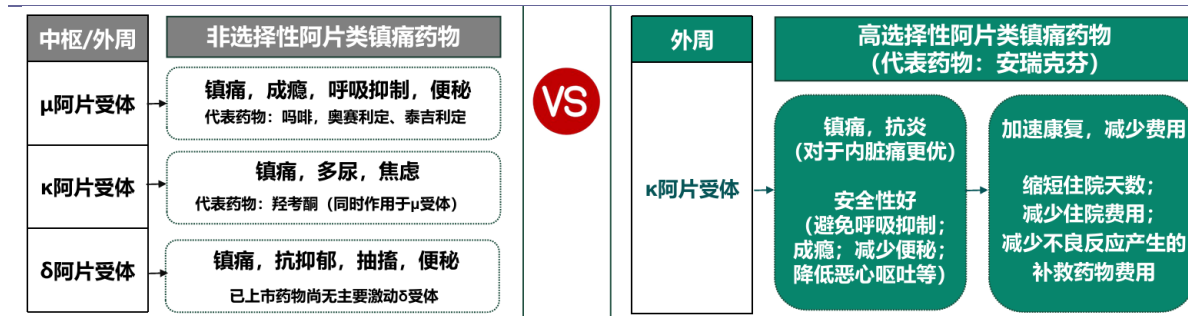 中枢/外周
非选择性阿片类镇痛药物
μ阿片受体
镇痛，成瘾，呼吸抑制，便秘
代表药物：吗啡，奥赛利定、泰吉利定
κ阿片受体
镇痛，多尿，焦虑
代表药物：羟考酮（同时作用于μ受体）
δ阿片受体
镇痛，抗抑郁，抽搐，便秘
已上市药物尚无主要激动δ受体
VS
外周
高选择性阿片类镇痛药物
（代表药物：安瑞克芬）
κ阿片受体
镇痛，抗炎
（对于内脏痛更优）
安全性好
（避免呼吸抑制；
成瘾；减少便秘；
降低恶心呕吐等）
加速康复，减少费用
缩短住院天数；
减少住院费用；
减少不良反应产生的
补救药物费用